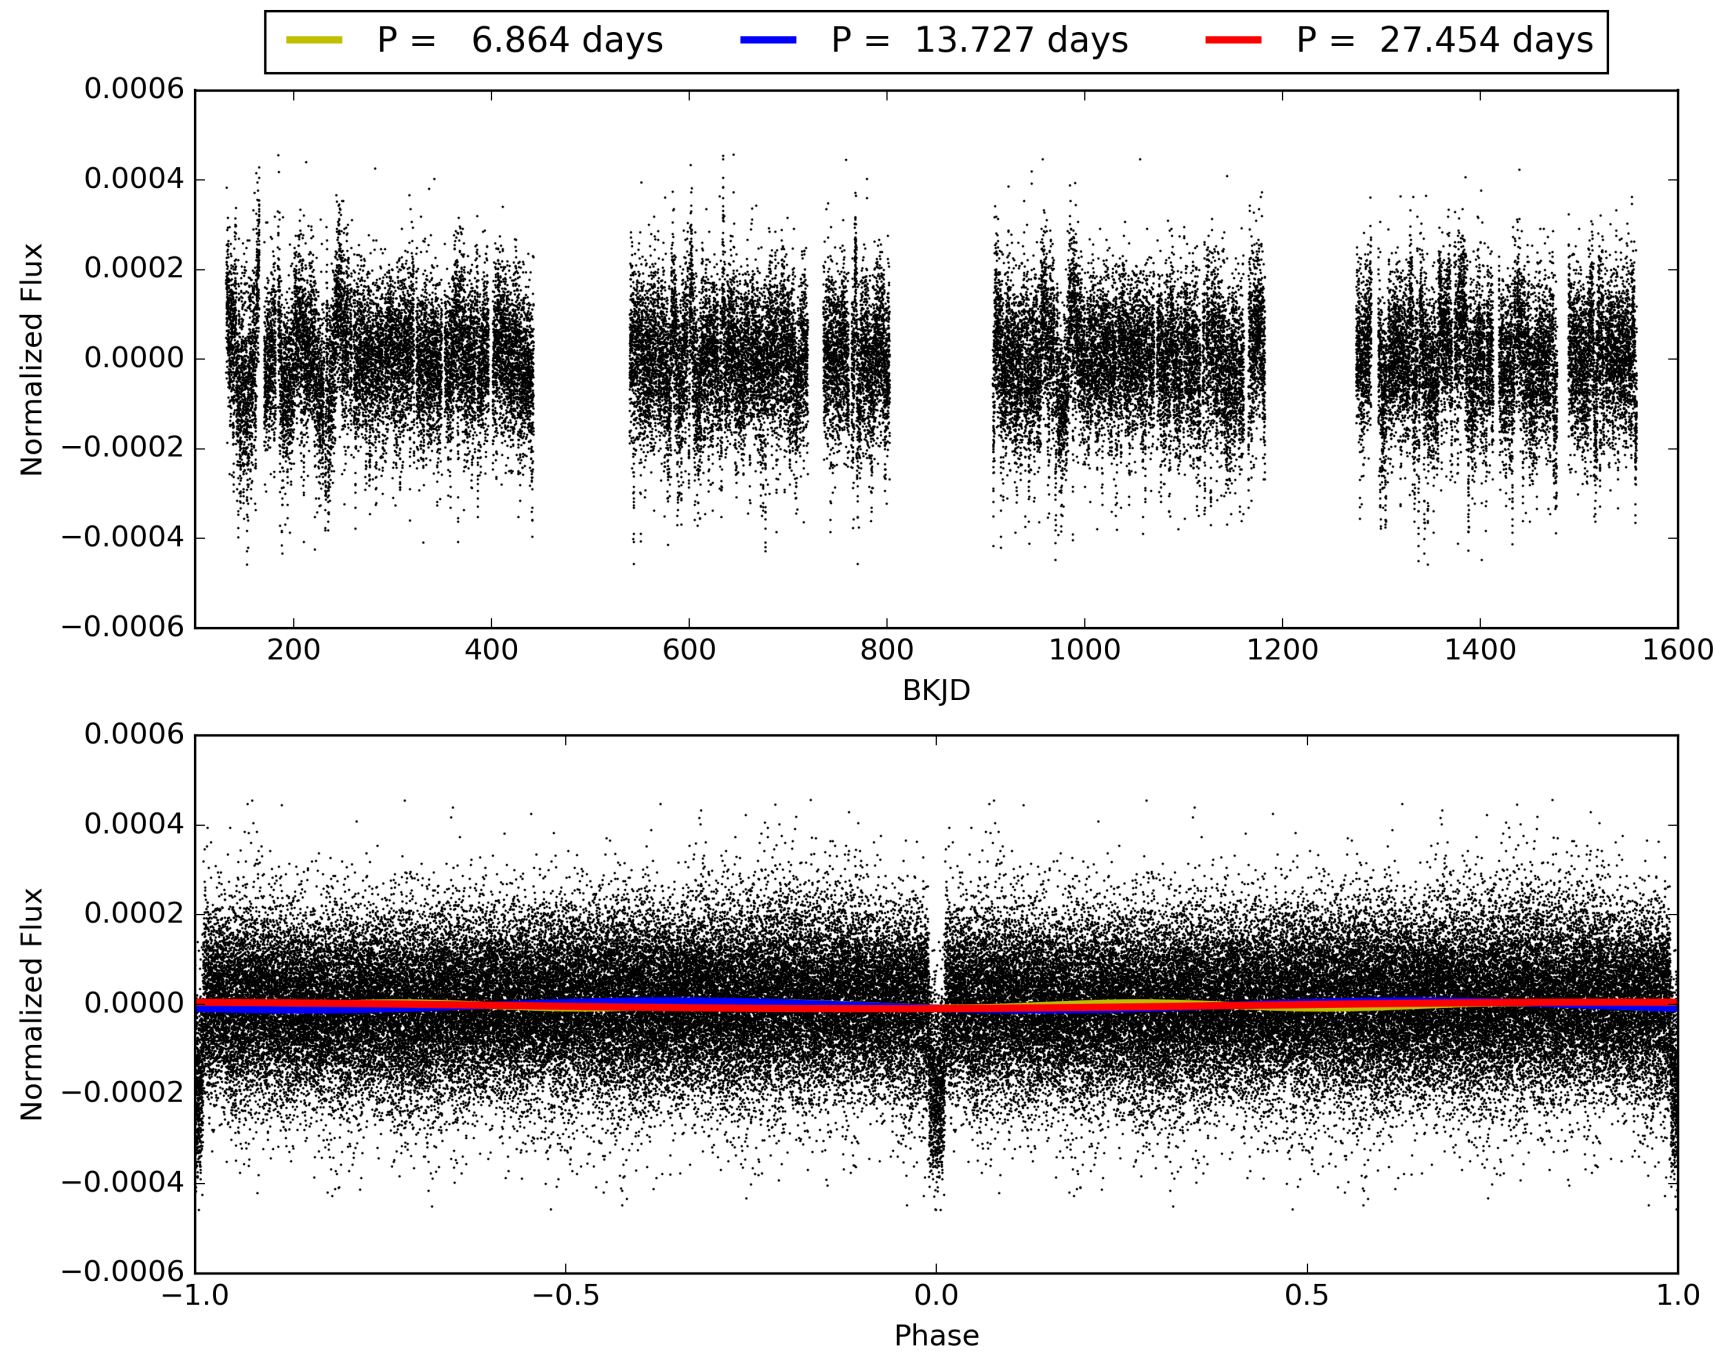 P = 6.864 days P = 13.727 days P = 27.454 days
0.0006
0.0004
0.0002
0.0000
−0.0002
−0.0004
−0.0006
Normalized Flux
200 400 600 800 1000 1200 1400 1600
BKJD
0.0006
0.0004
0.0002
0.0000
−0.0002
−0.0004
−0.0006
Normalized Flux
−1.0 −0.5 0.0 0.5 1.0
Phase